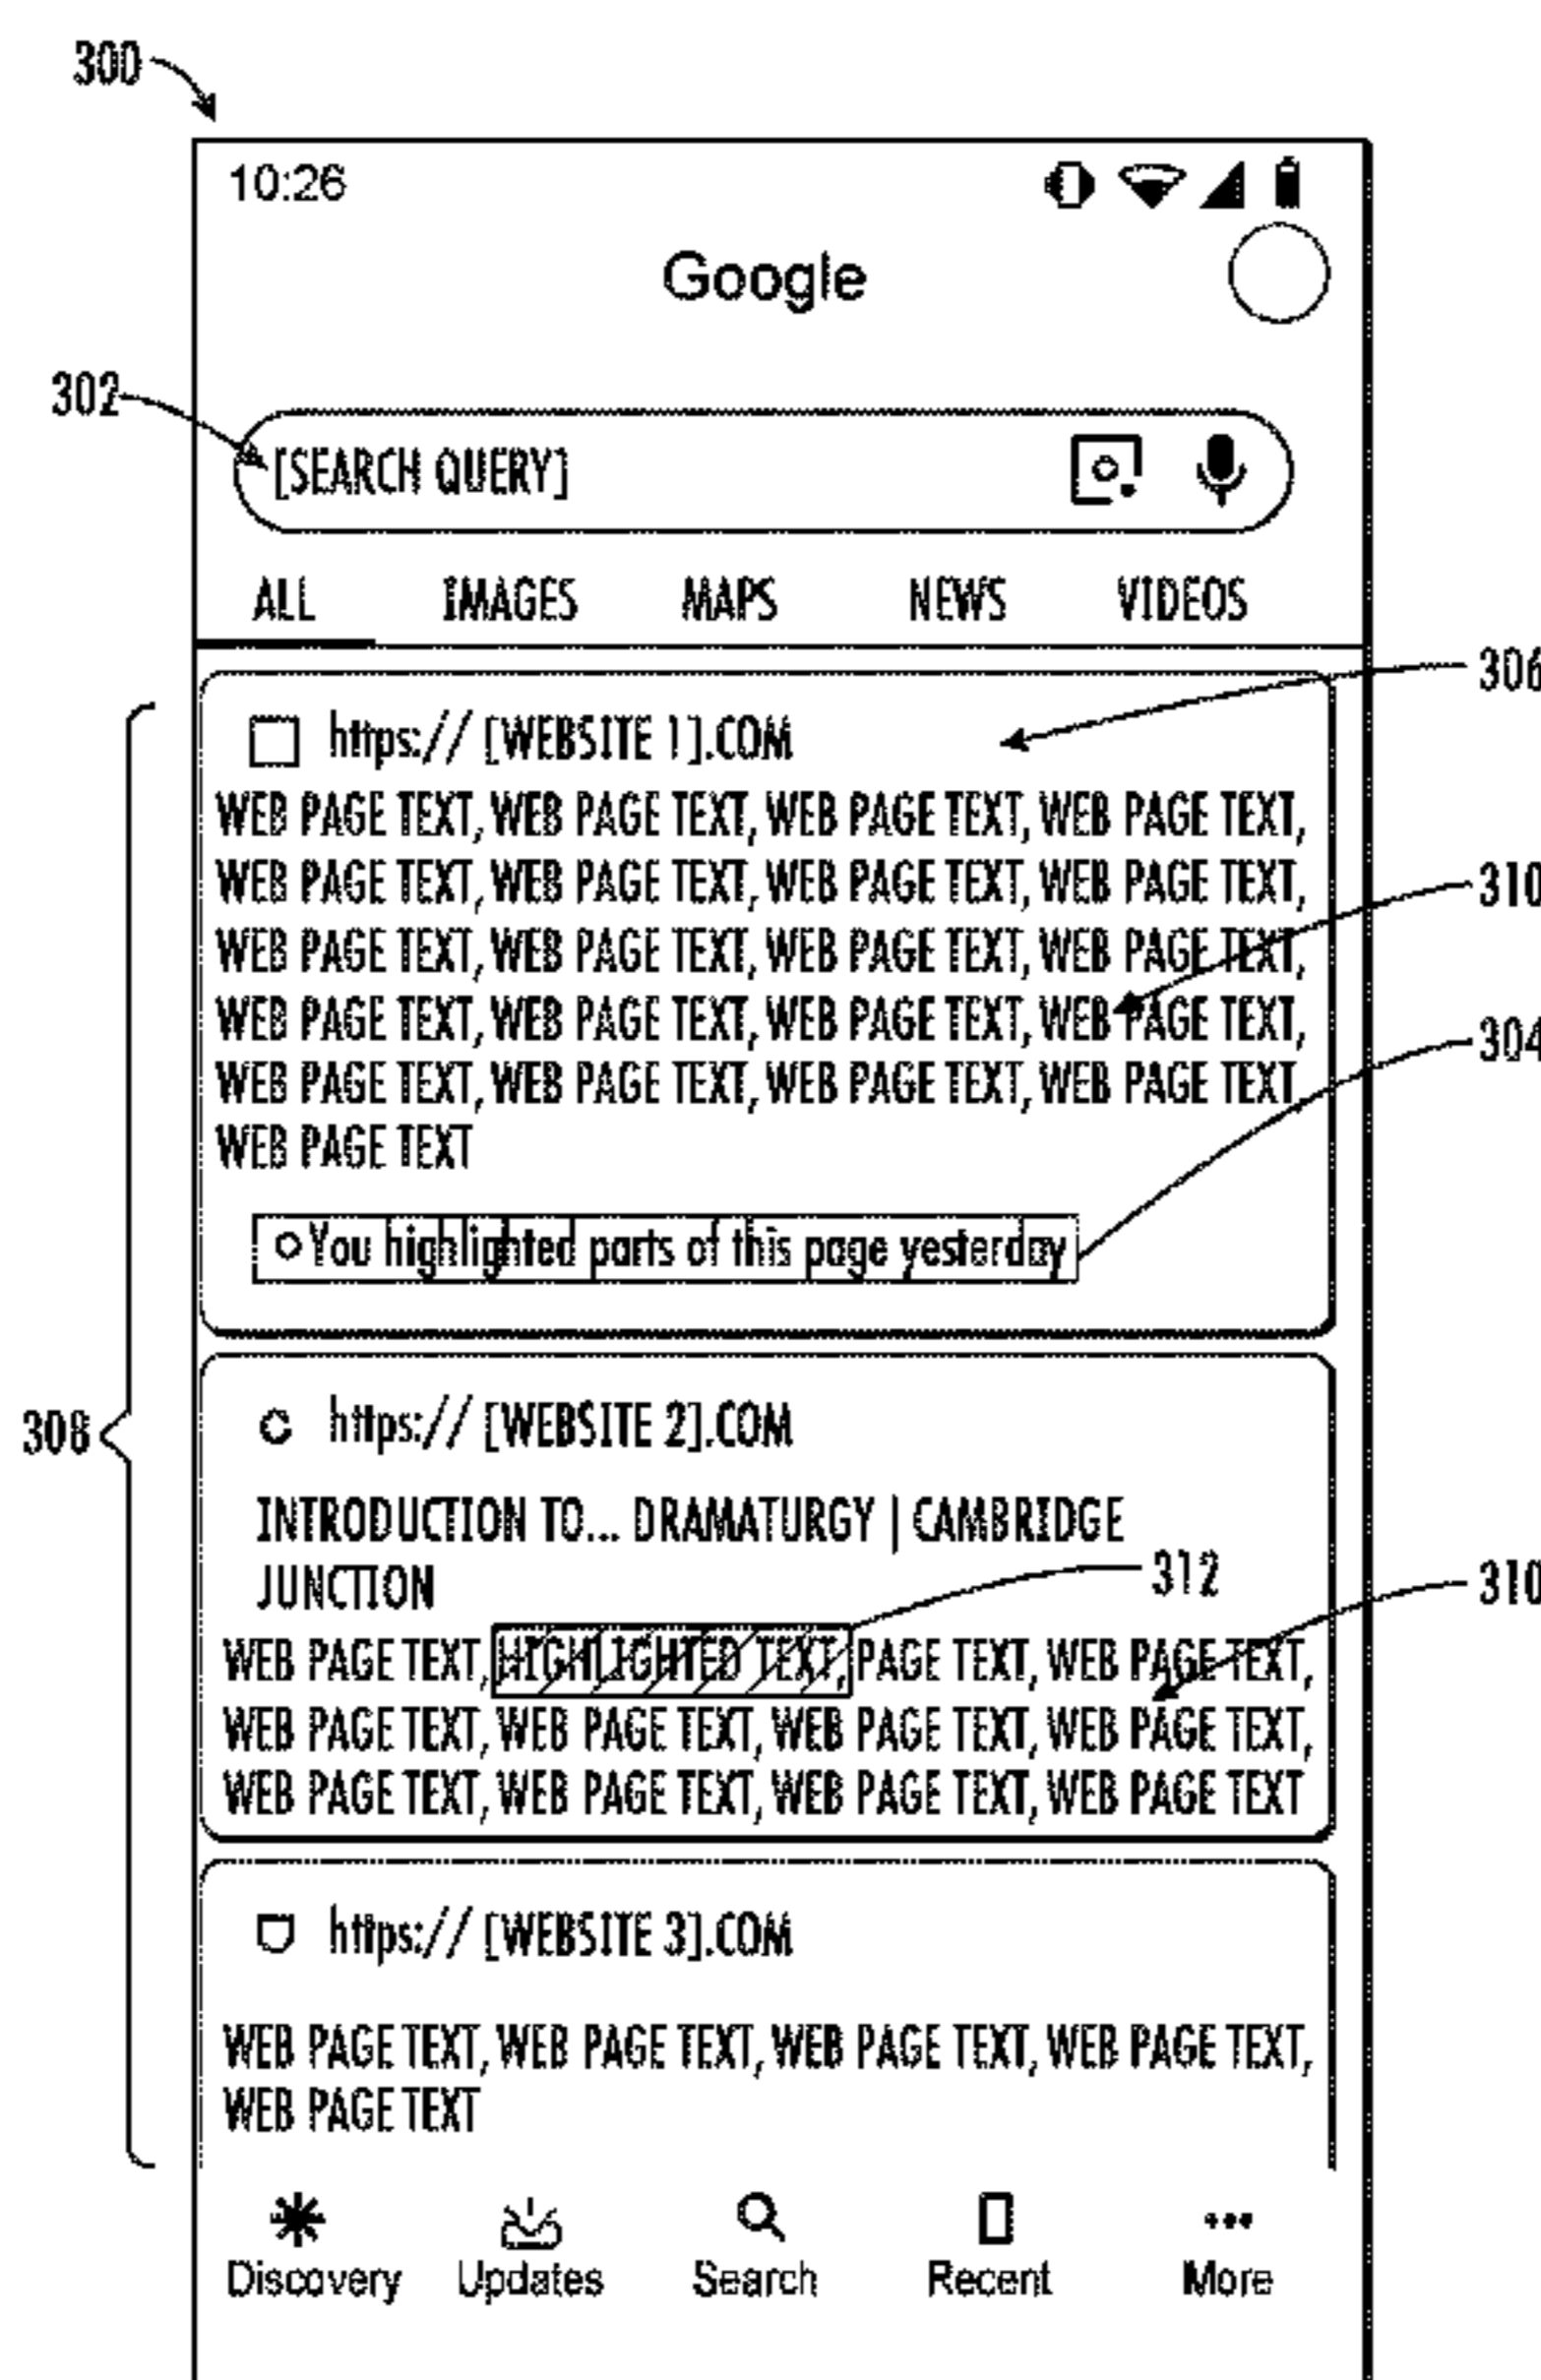 300
10:26
Google
302
[SEARCH QUERY]
ALL IMAGES MAPS NEWS VIDEOS
306
https:// [WEBSITE 1].COM
WEB PAGE TEXT, WEB PAGE TEXT, WEB PAGE TEXT, WEB PAGE TEXT,
WEB PAGE TEXT, WEB PAGE TEXT, WEB PAGE TEXT, WEB PAGE TEXT,
310
WEB PAGE TEXT, WEB PAGE TEXT, WEB PAGE TEXT, WEB PAGE TEXT,
WEB PAGE TEXT, WEB PAGE TEXT, WEB PAGE TEXT, WEB PAGE TEXT,
304
WEB PAGE TEXT, WEB PAGE TEXT, WEB PAGE TEXT, WEB PAGE TEXT,
WEB PAGE TEXT
You highlighted parts of this page yesterday
308
https:// [WEBSITE 2].COM
INTRODUCTION TO... DRAMATURGY | CAMBRIDGE
JUNCTION
312
310
WEB PAGE TEXT, HIGHLIGHTED TEXT, PAGE TEXT, WEB PAGE TEXT,
WEB PAGE TEXT, WEB PAGE TEXT, WEB PAGE TEXT, WEB PAGE TEXT,
WEB PAGE TEXT, WEB PAGE TEXT, WEB PAGE TEXT, WEB PAGE TEXT
https:// [WEBSITE 3].COM
WEB PAGE TEXT, WEB PAGE TEXT, WEB PAGE TEXT, WEB PAGE TEXT,
WEB PAGE TEXT
Discovery Updates Search Recent More